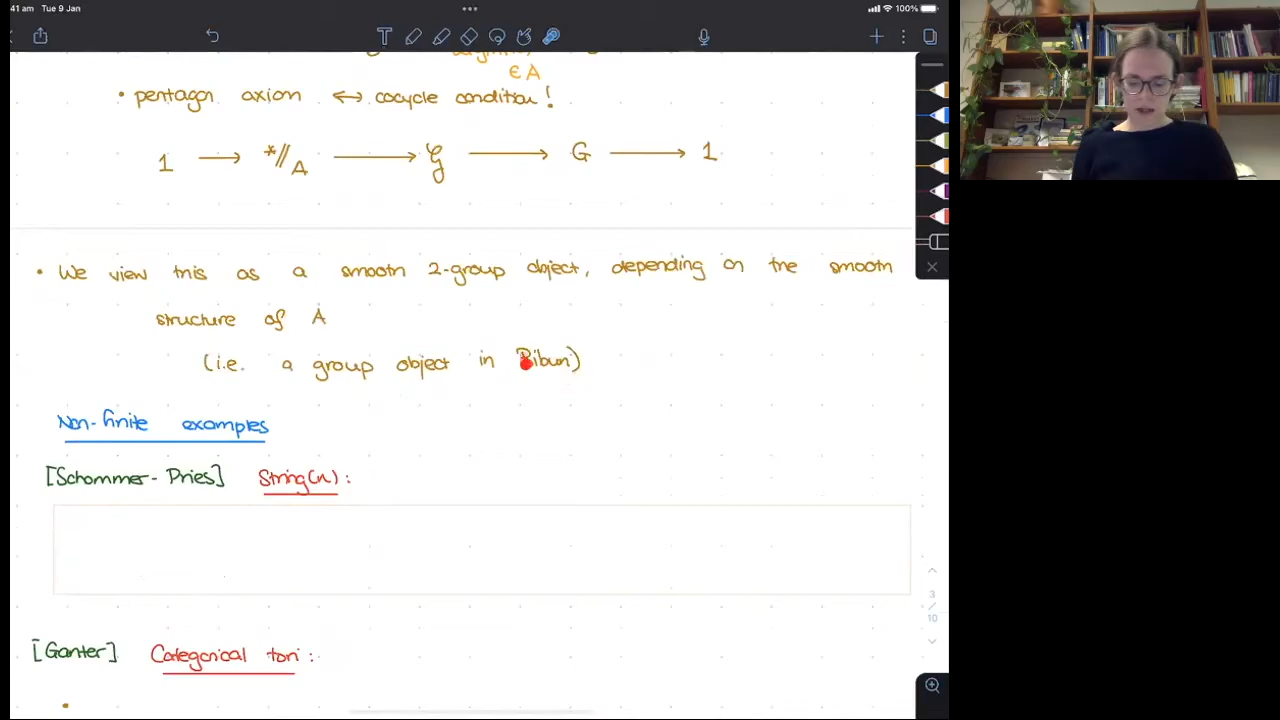 41 am Tue 9 Jan 100%
∈ A
• pentagon axiom ↔ cocycle condition!
1 → *//A → 𝒢 → G → 1
• We view this as a smooth 2-group object, depending on the smooth
structure of A
(i.e. a group object in Bibun)
Non-finite examples
[Schommer-Pries] String(n):
3
/
10
[Ganter] Categorical tori:
•